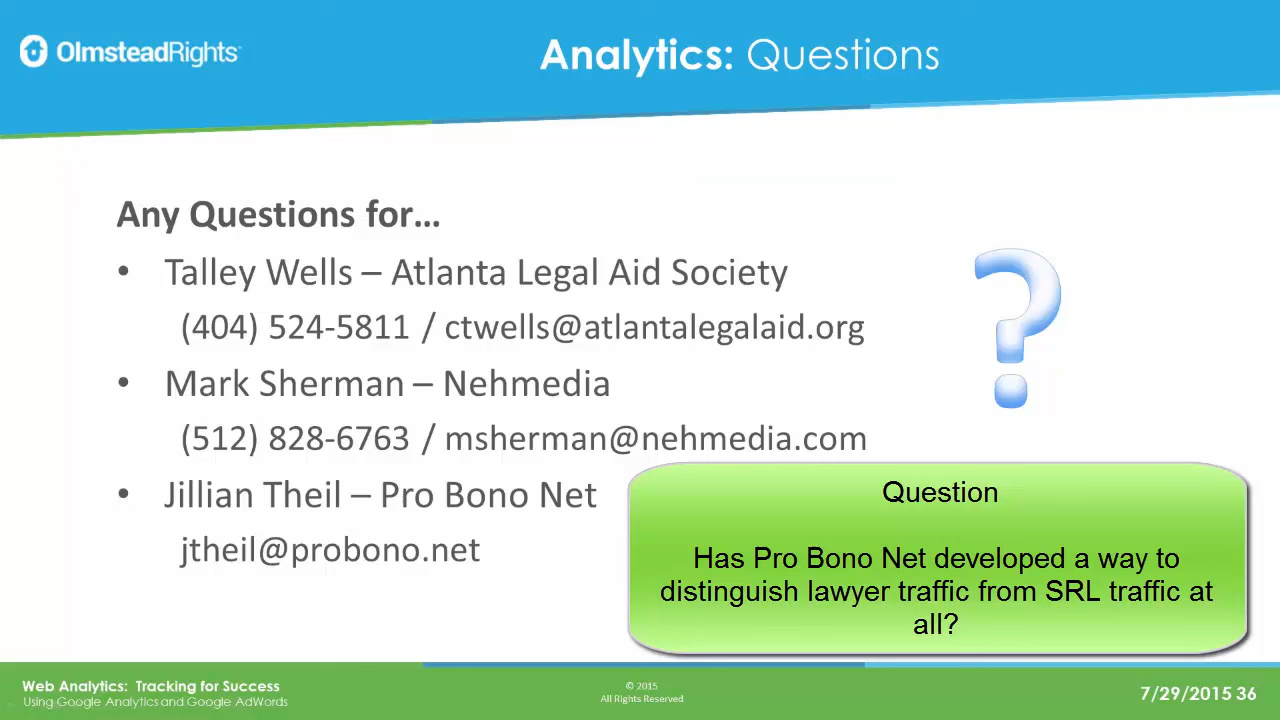 OlmsteadRights
Analytics: Questions
Any Questions for…
• Talley Wells – Atlanta Legal Aid Society
(404) 524-5811 / ctwells@atlantalegalaid.org
• Mark Sherman – Nehmedia
(512) 828-6763 / msherman@nehmedia.com
• Jillian Theil – Pro Bono Net
jtheil@probono.net
?
Question
Has Pro Bono Net developed a way to
distinguish lawyer traffic from SRL traffic at
all?
Web Analytics: Tracking for Success
Using Google Analytics and Google AdWords
© 2015
All Rights Reserved
7/29/2015 36